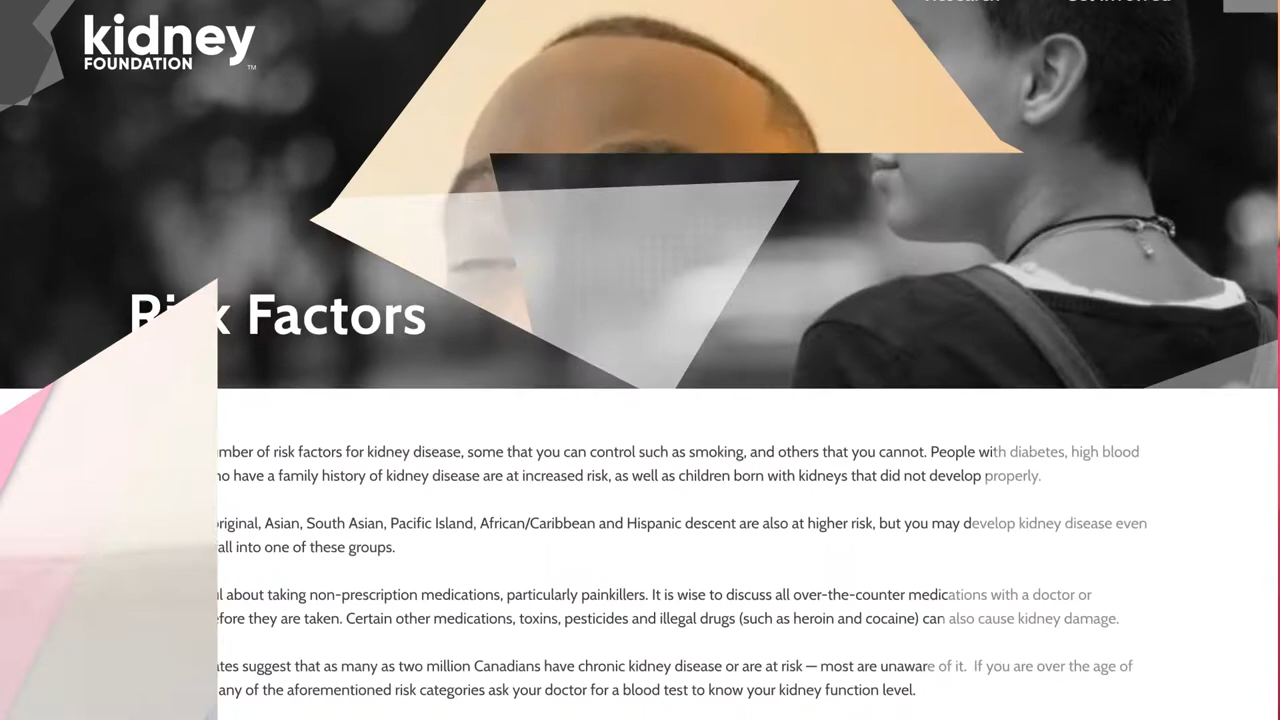 kidney
FOUNDATION
TM
Risk Factors
umber of risk factors for kidney disease, some that you can control such as smoking, and others that you cannot. People with diabetes, high blood
ho have a family history of kidney disease are at increased risk, as well as children born with kidneys that did not develop properly.
original, Asian, South Asian, Pacific Island, African/Caribbean and Hispanic descent are also at higher risk, but you may develop kidney disease even
fall into one of these groups.
l about taking non-prescription medications, particularly painkillers. It is wise to discuss all over-the-counter medications with a doctor or
efore they are taken. Certain other medications, toxins, pesticides and illegal drugs (such as heroin and cocaine) can also cause kidney damage.
ates suggest that as many as two million Canadians have chronic kidney disease or are at risk — most are unaware of it. If you are over the age of
any of the aforementioned risk categories ask your doctor for a blood test to know your kidney function level.